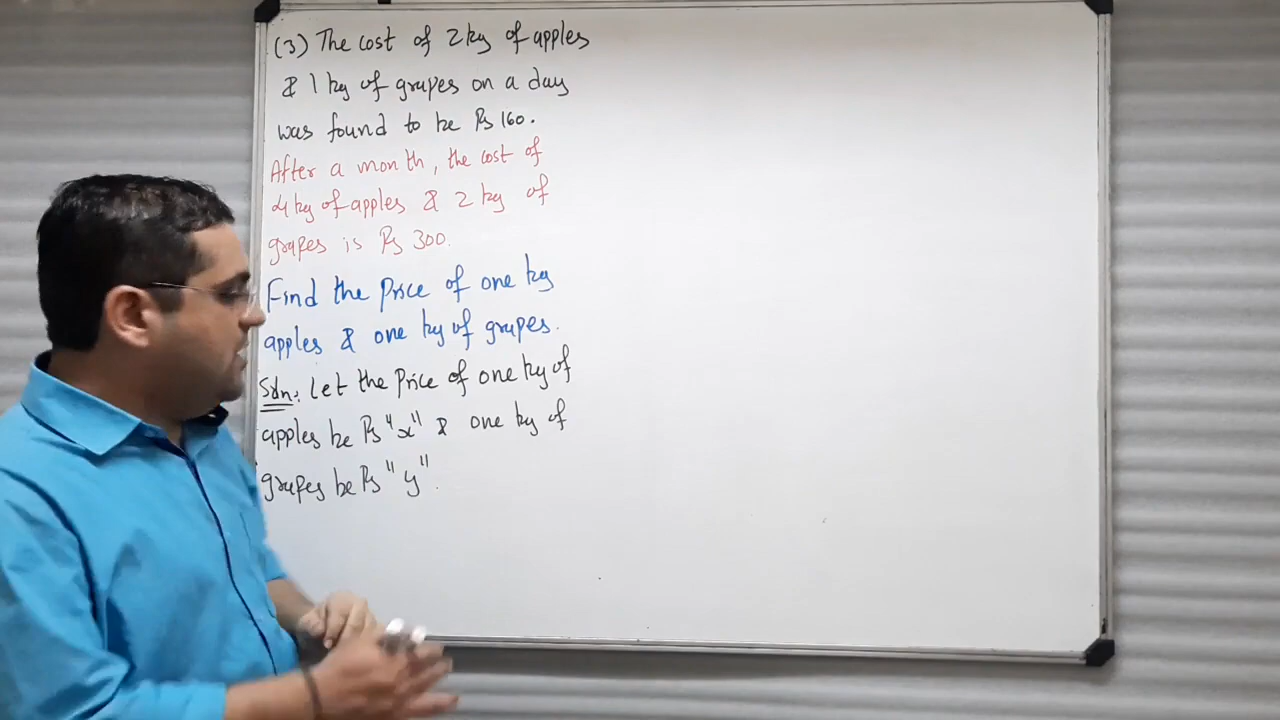 (3) The cost of 2 kg of apples
& 1 kg of grapes on a day
was found to be Rs 160.
After a month, the cost of
4 kg of apples & 2 kg of
grapes is Rs 300.
Find the Price of one kg
apples & one kg of grapes.
Soln: Let the Price of one kg of
apples be Rs "x" & one kg of
grapes be Rs "y".